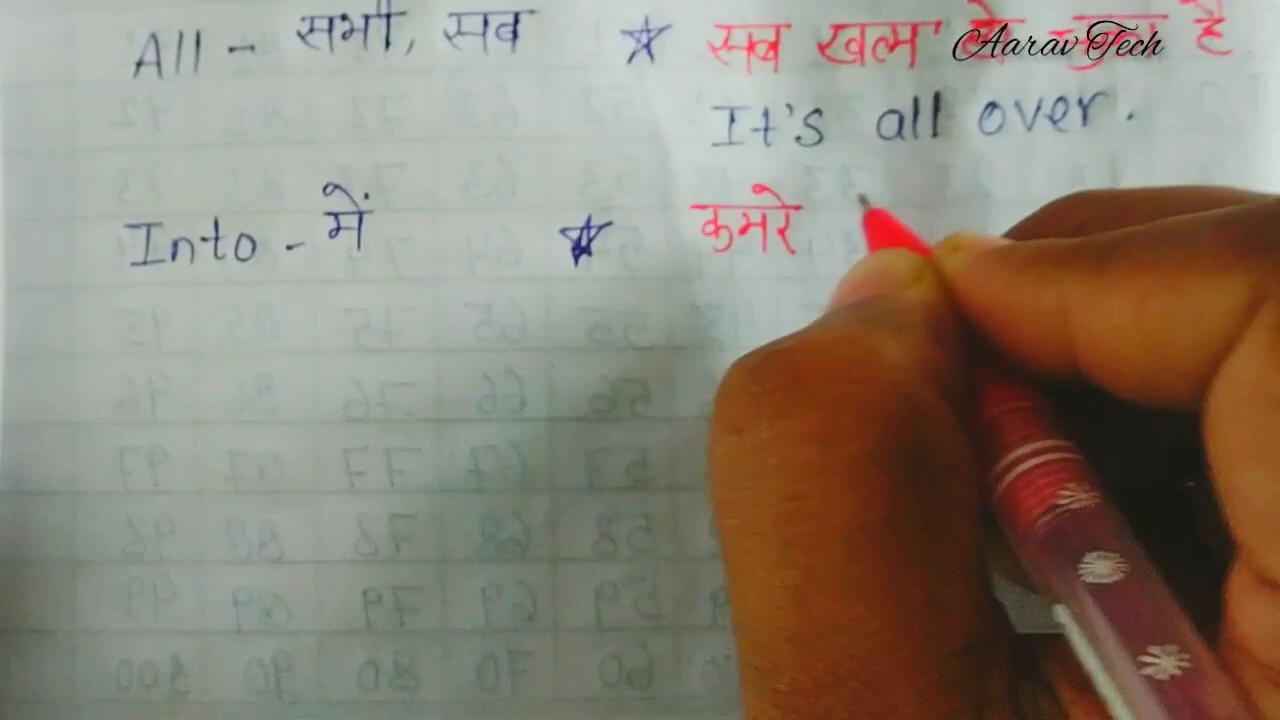 All - सभी, सब ☆ सब खत्म हो चुका है
Aarav Tech
It's all over.
Into - में ☆ कमरे